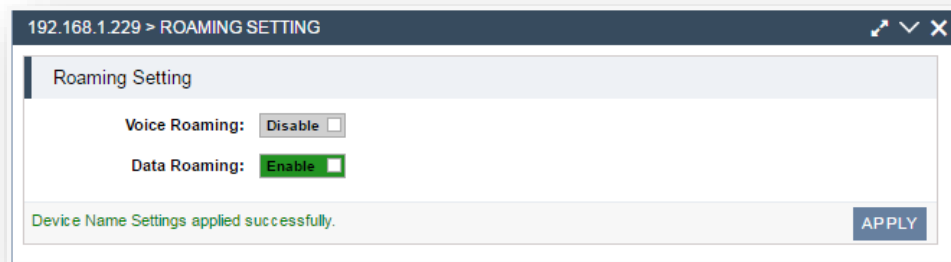 192.168.1.229 > ROAMING SETTING
Roaming Setting
Voice Roaming: Disable
Data Roaming: Enable
Device Name Settings applied successfully. APPLY